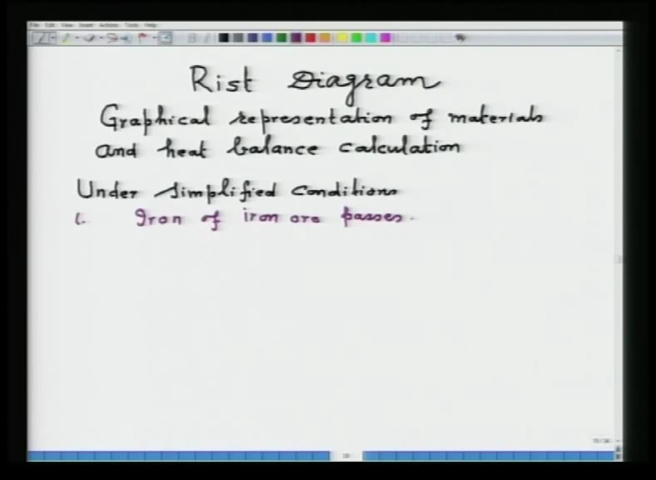 Rist Diagram
Graphical representation of materials
and heat balance calculation
Under simplified conditions
1. Iron of iron ore passes.